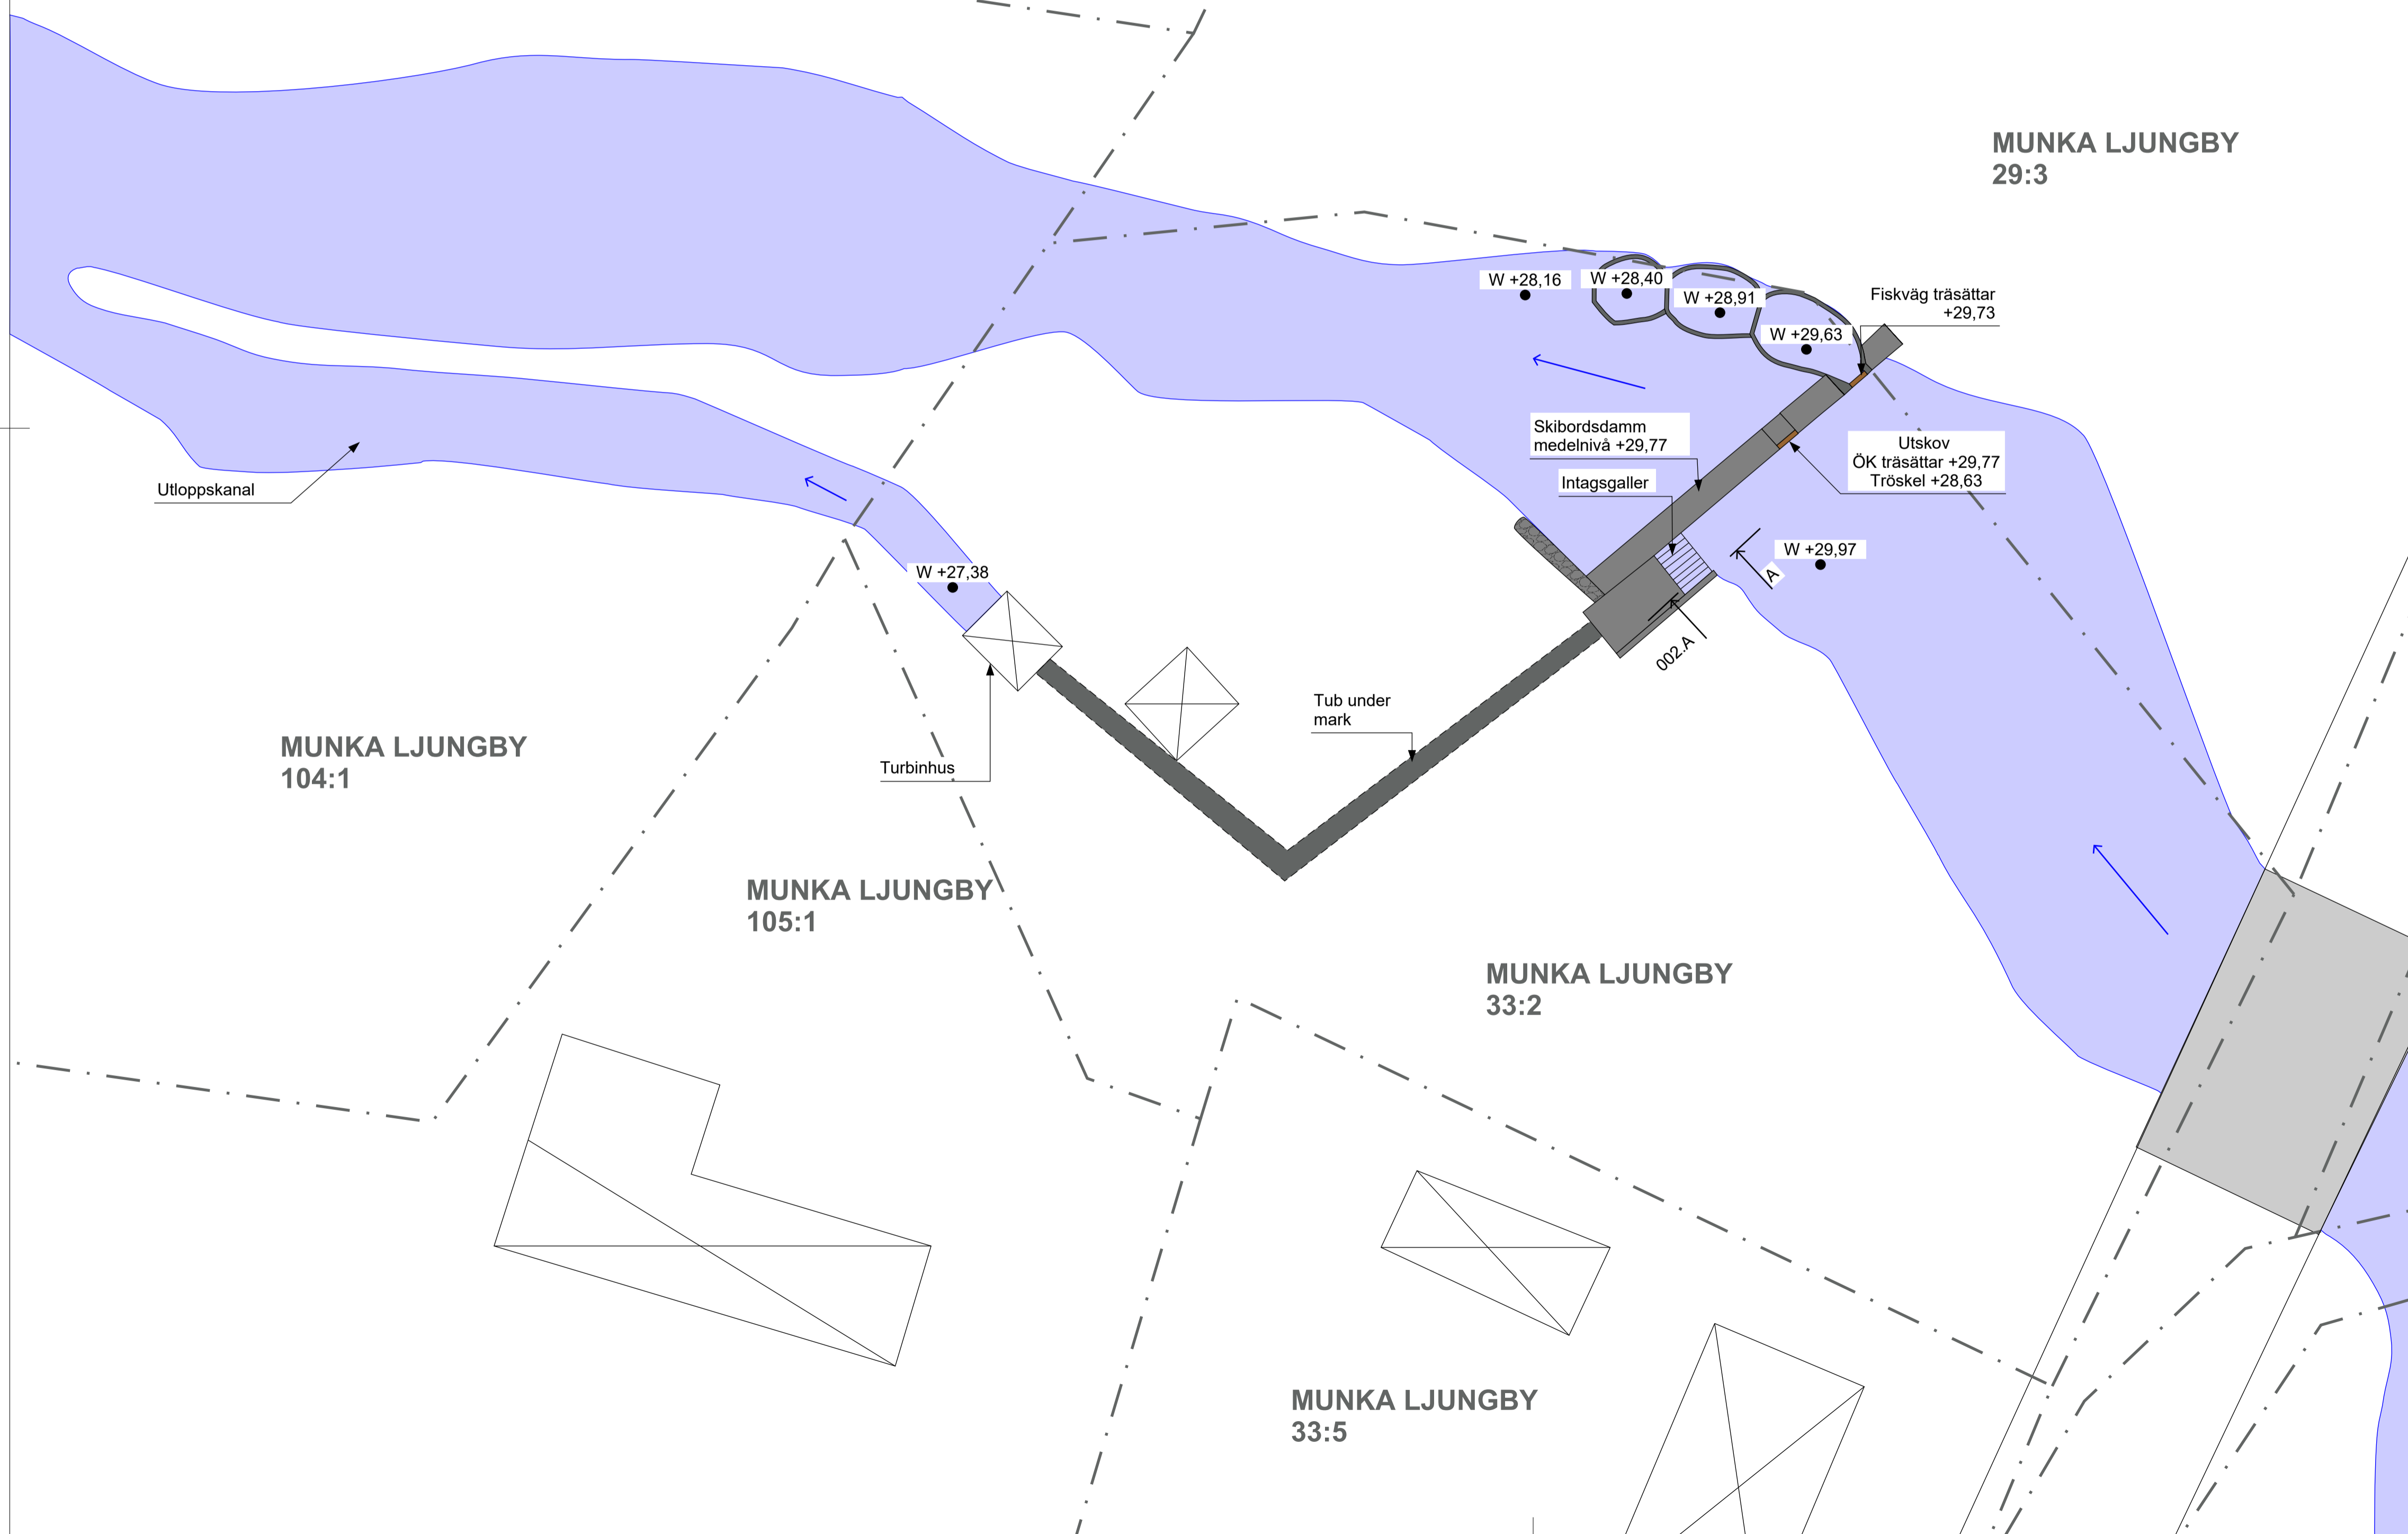 MUNKA LJUNGBY
29:3
W +28,16
W +28,40
W +28,91
W +29,63
Fiskväg träsättar
+29,73
Skibordsdamm
medelnivå +29,77
Utskov
ÖK träsättar +29,77
Tröskel +28,63
Intagsgaller
Utloppskanal
W +29,97
A
W +27,38
002.A
Tub under
mark
Turbinhus
MUNKA LJUNGBY
104:1
MUNKA LJUNGBY
105:1
MUNKA LJUNGBY
33:2
MUNKA LJUNGBY
33:5